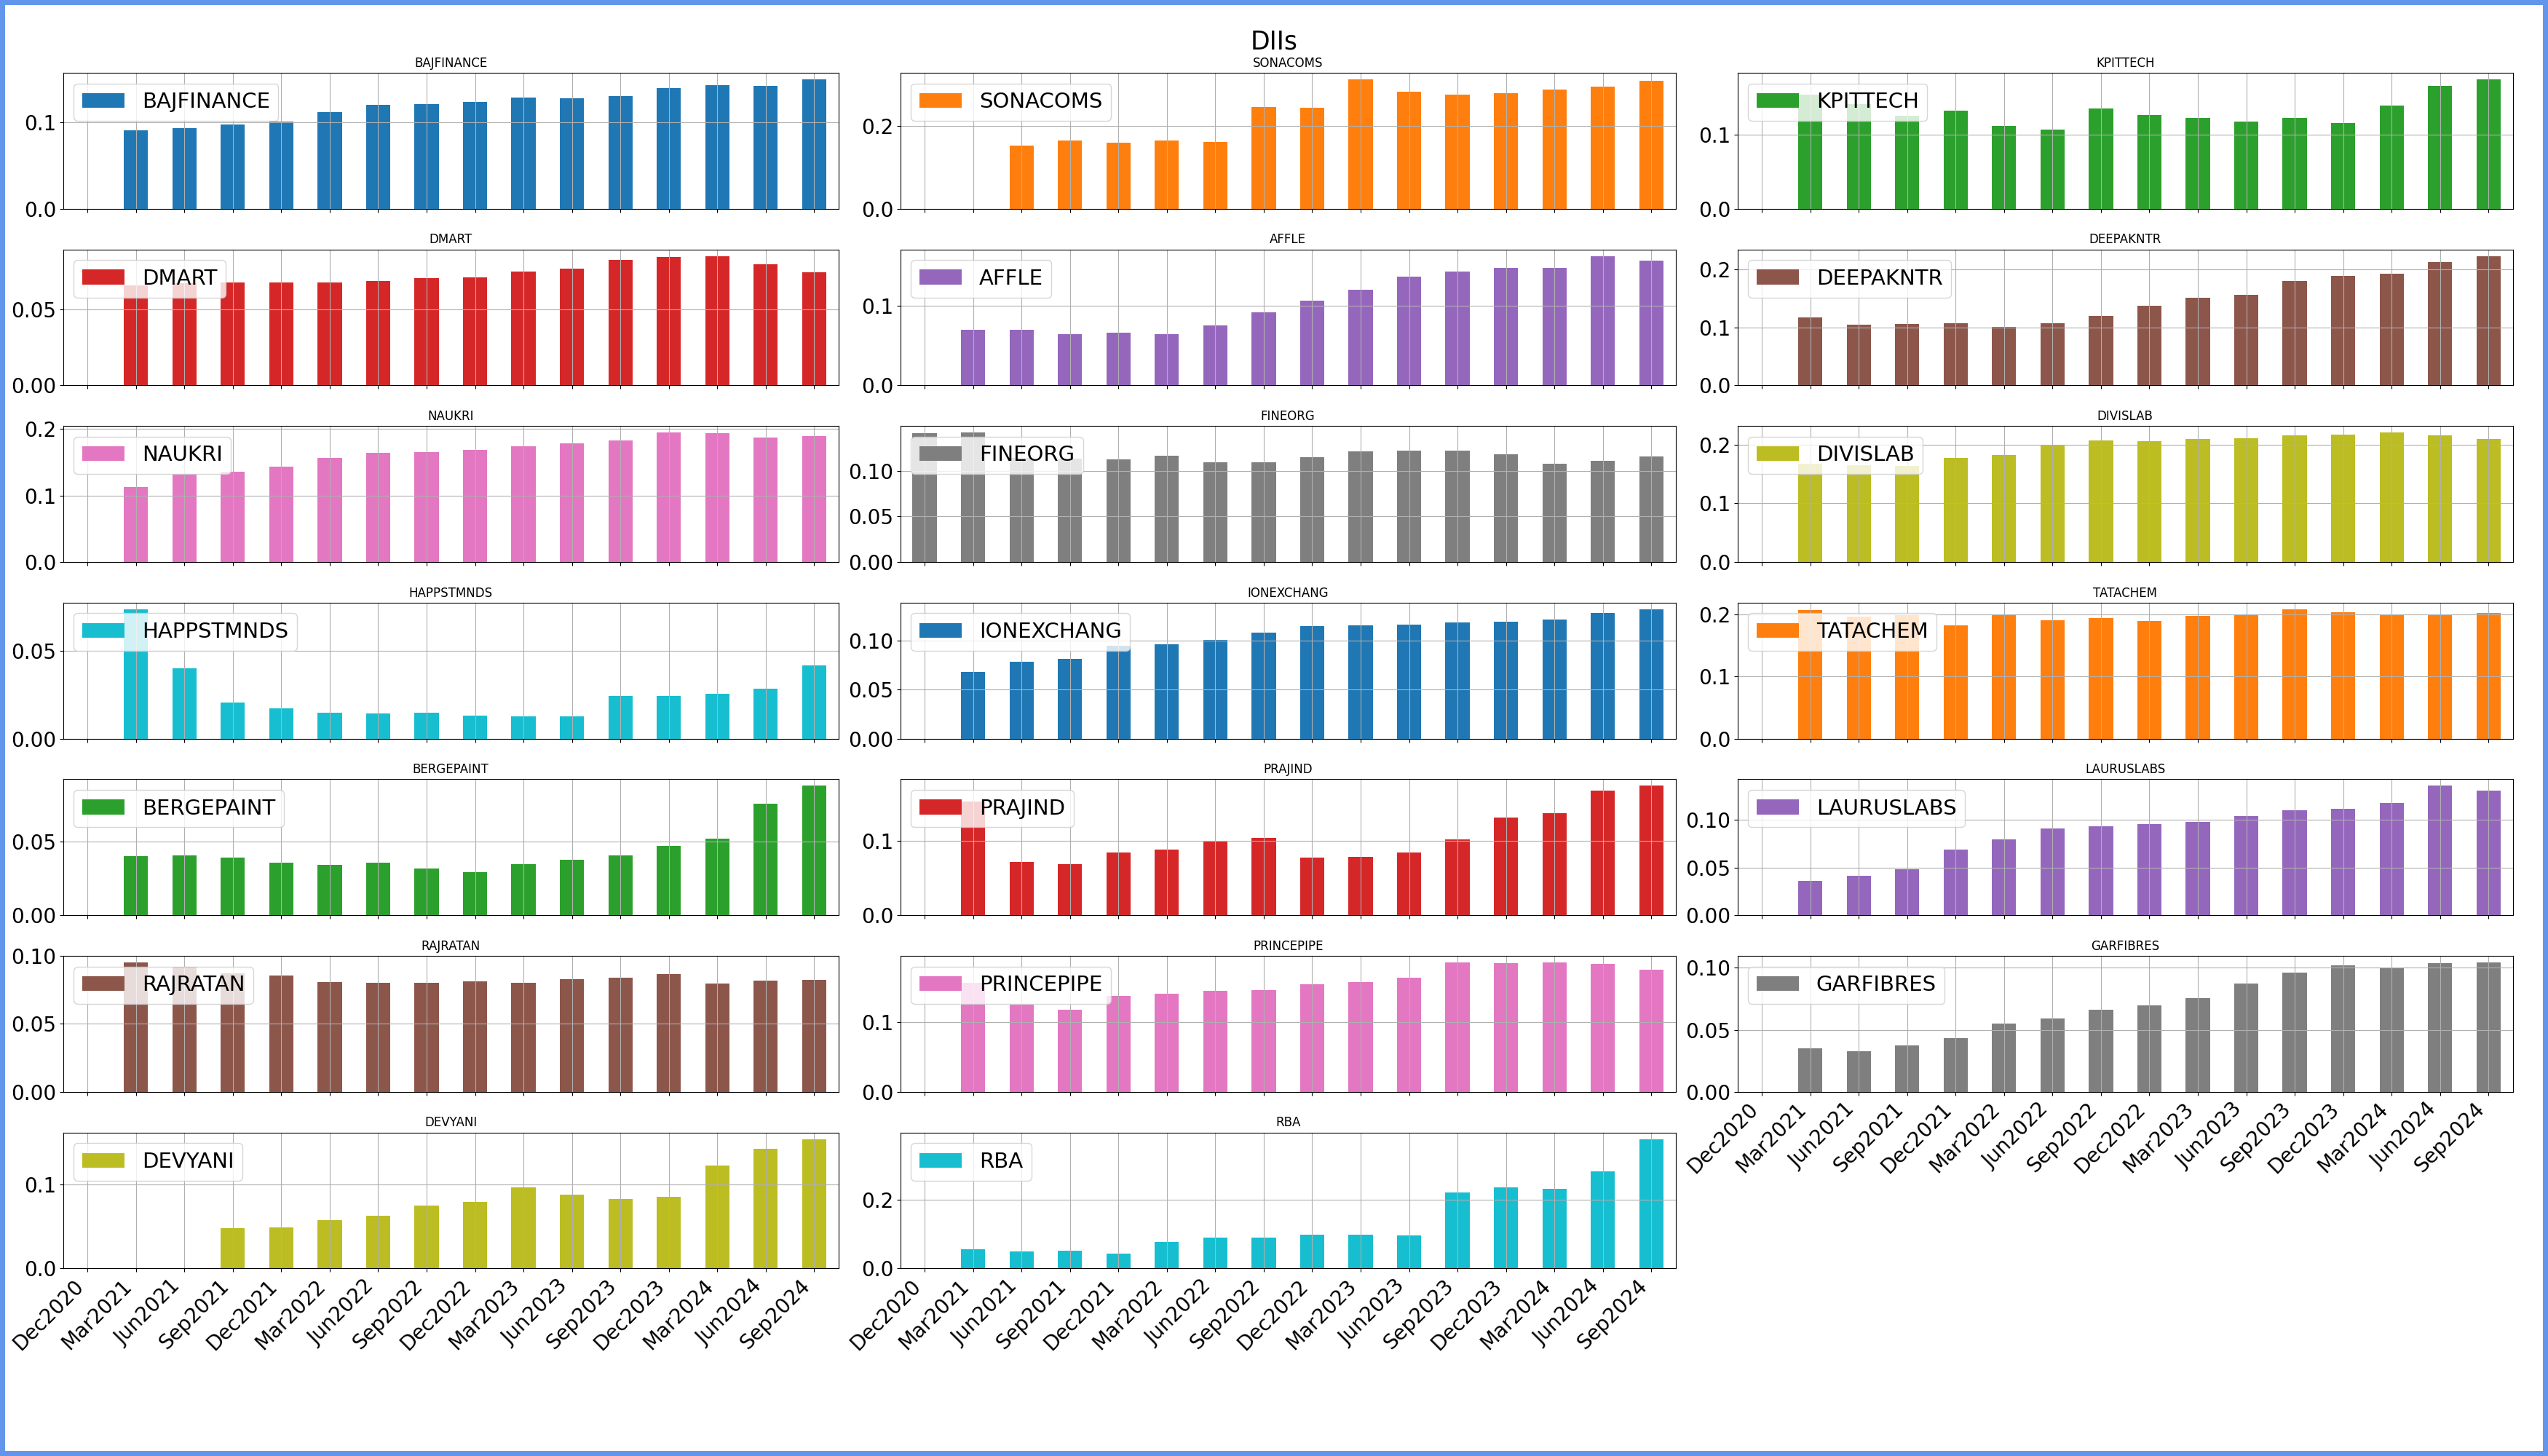 DIIs
BAJFINANCE
SONACOMS
KPITTECH
BAJFINANCE
SONACOMS
KPITTECH
0.1
0.0
0.2
0.0
0.1
0.0
DMART
AFFLE
DEEPAKNTR
DMART
AFFLE
DEEPAKNTR
0.05
0.00
0.1
0.0
0.2
0.1
0.0
NAUKRI
FINEORG
DIVISLAB
NAUKRI
FINEORG
DIVISLAB
0.2
0.1
0.0
0.10
0.05
0.00
0.2
0.1
0.0
HAPPSTMNDS
IONEXCHANG
TATACHEM
HAPPSTMNDS
IONEXCHANG
TATACHEM
0.05
0.00
0.10
0.05
0.00
0.2
0.1
0.0
BERGEPAINT
PRAJIND
LAURUSLABS
BERGEPAINT
PRAJIND
LAURUSLABS
0.05
0.00
0.1
0.0
0.10
0.05
0.00
RAJRATAN
PRINCEPIPE
GARFIBRES
RAJRATAN
PRINCEPIPE
GARFIBRES
0.10
0.05
0.00
0.1
0.0
0.10
0.05
0.00
Dec2020
Mar2021
Jun2021
Sep2021
Dec2021
Mar2022
Jun2022
Sep2022
Dec2022
Mar2023
Jun2023
Sep2023
Dec2023
Mar2024
Jun2024
Sep2024
DEVYANI
RBA
DEVYANI
RBA
0.1
0.0
0.2
0.0
Dec2020
Mar2021
Jun2021
Sep2021
Dec2021
Mar2022
Jun2022
Sep2022
Dec2022
Mar2023
Jun2023
Sep2023
Dec2023
Mar2024
Jun2024
Sep2024
Dec2020
Mar2021
Jun2021
Sep2021
Dec2021
Mar2022
Jun2022
Sep2022
Dec2022
Mar2023
Jun2023
Sep2023
Dec2023
Mar2024
Jun2024
Sep2024